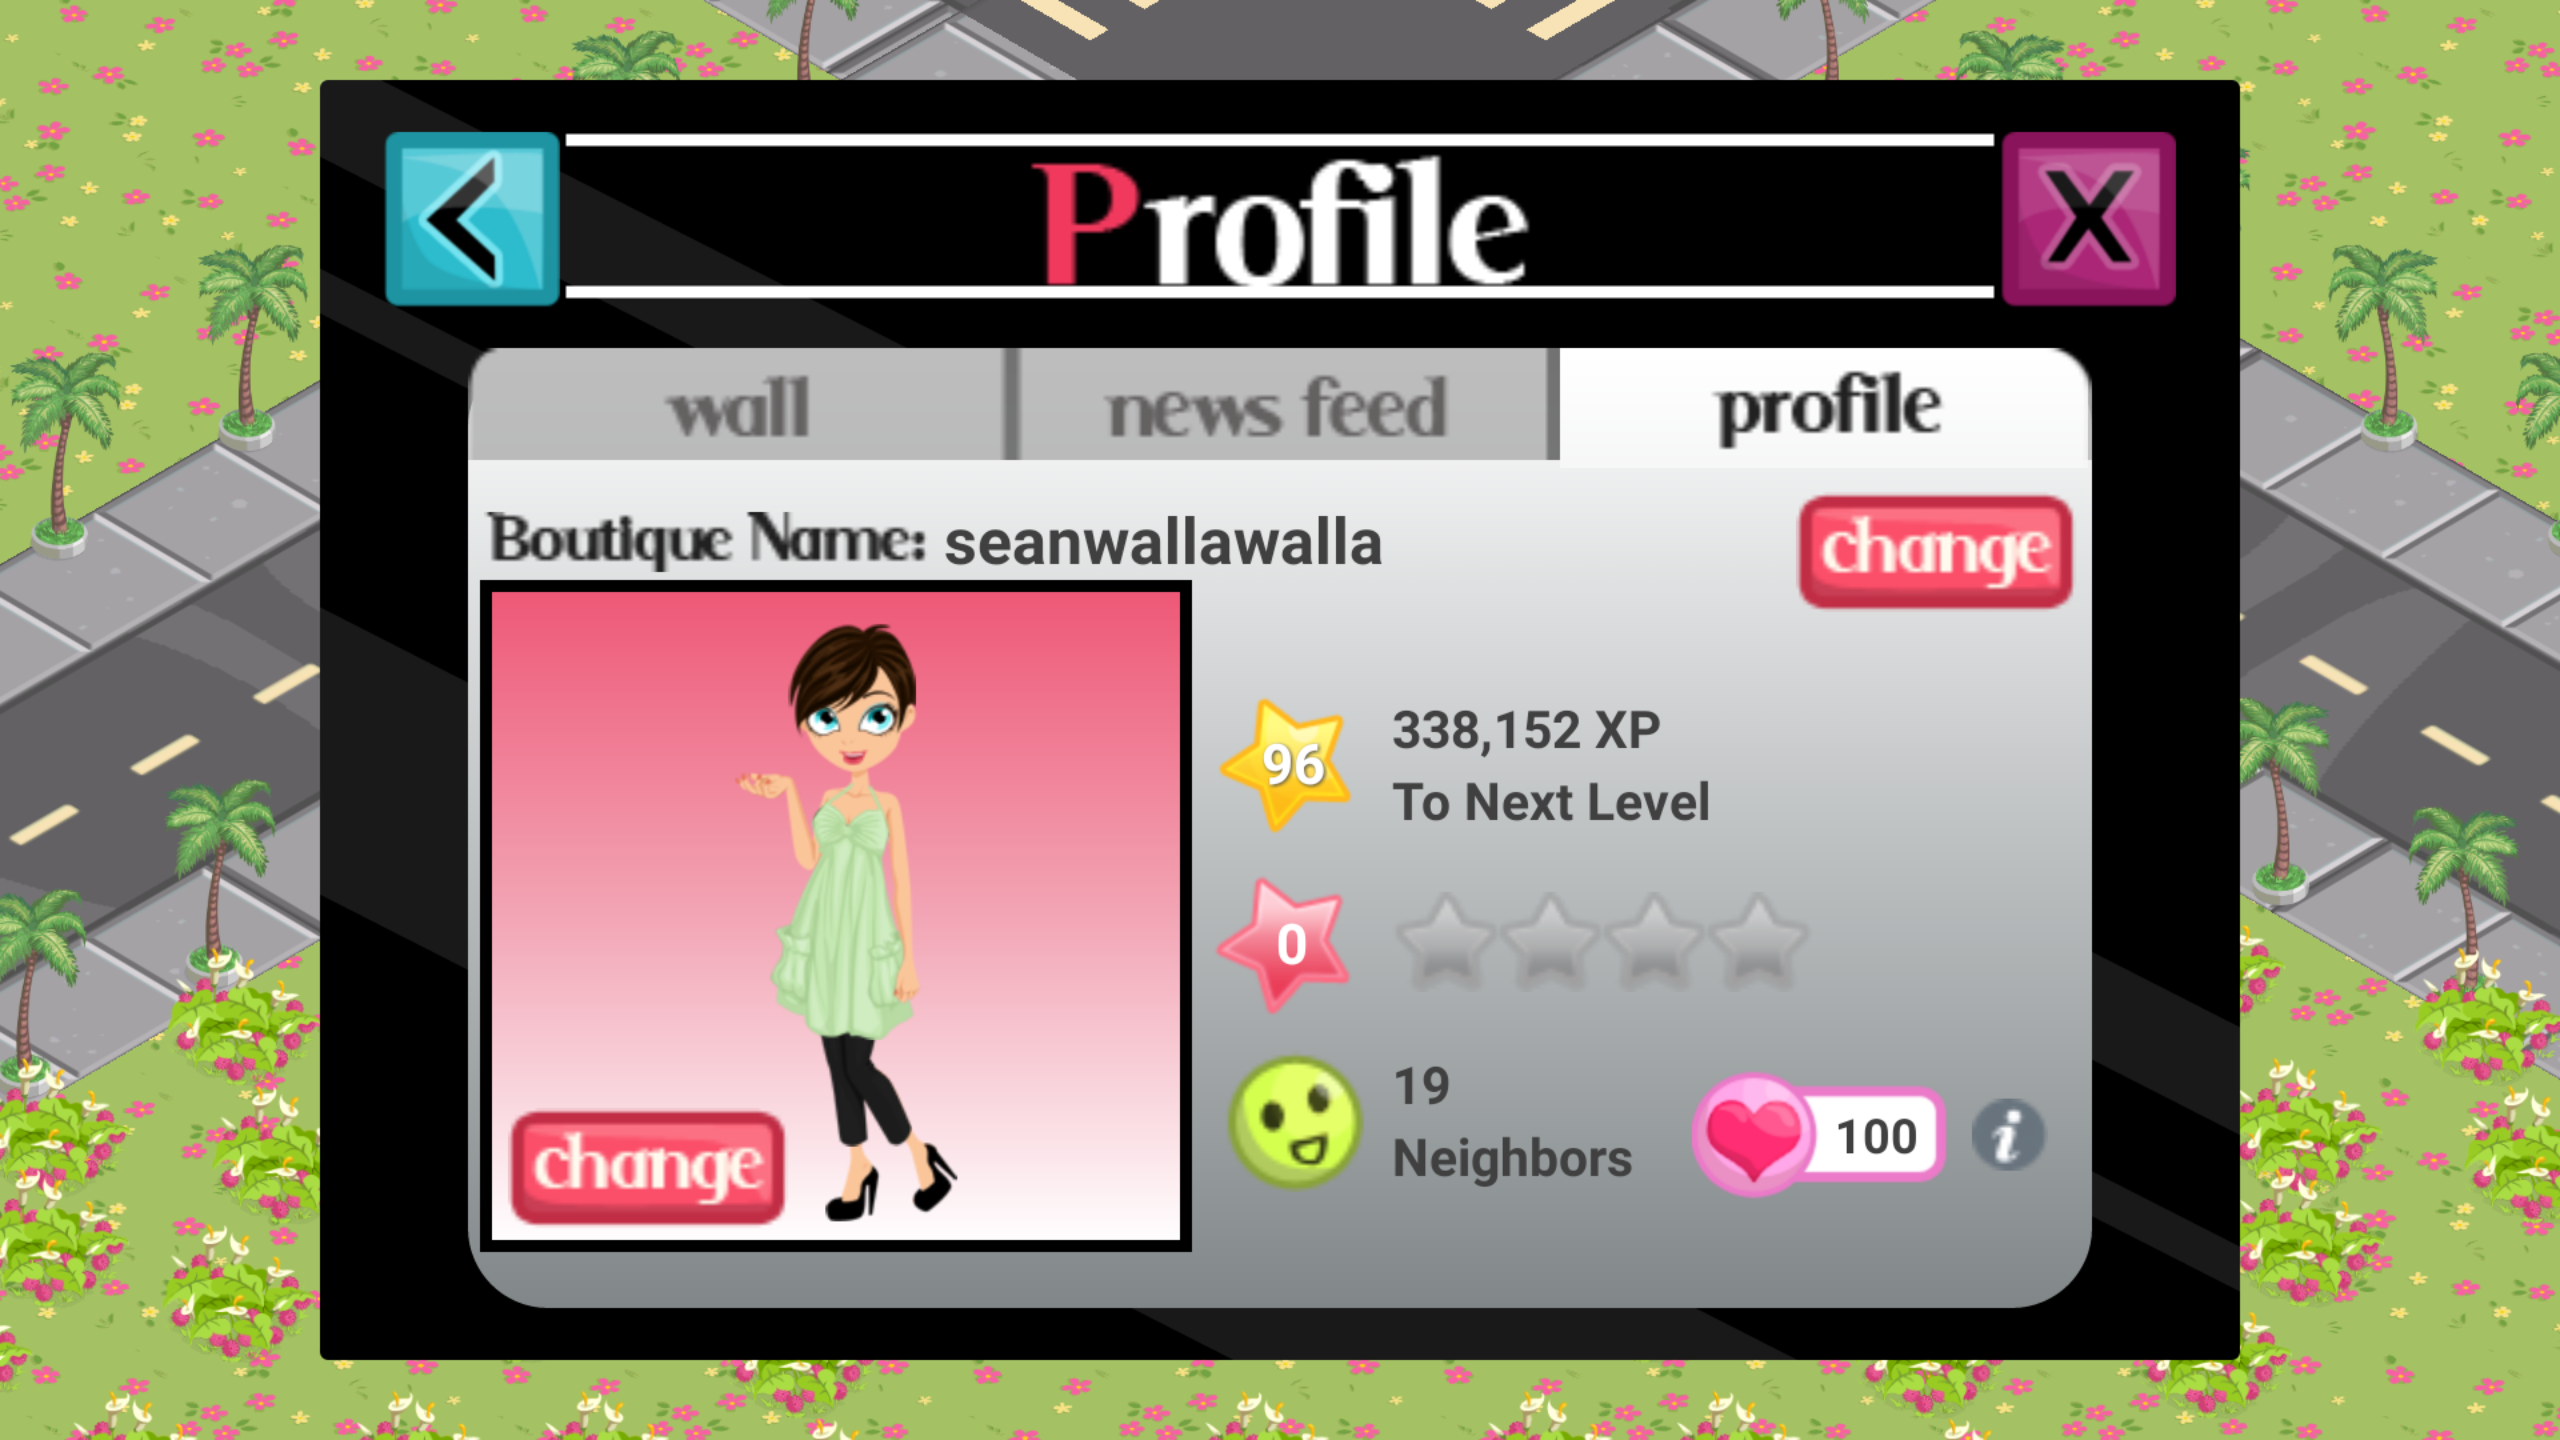 Profile
wall
news feed
profile
Boutique Name: seanwallawalla
change
96
338,152 XP
To Next Level
0
19
Neighbors
100
i
change
X